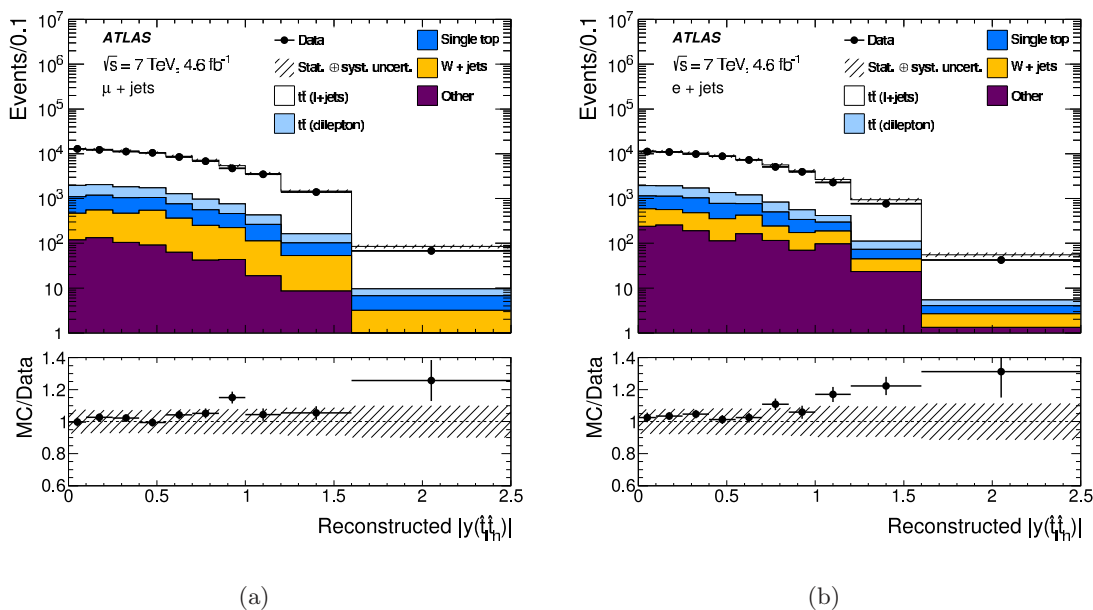 Events/0.1
10⁷
10⁶
10⁵
10⁴
10³
10²
10
1
ATLAS
√s = 7 TeV, 4.6 fb⁻¹
μ + jets
Data
Stat. ⊕ syst. uncert.
tt̄ (l+jets)
tt̄ (dilepton)
Single top
W + jets
Other
MC/Data
1.4
1.2
1
0.8
0.6
0 0.5 1 1.5 2 2.5
Reconstructed |y(t̂ₗt̂ₕ)|
(a)
Events/0.1
10⁷
10⁶
10⁵
10⁴
10³
10²
10
1
ATLAS
√s = 7 TeV, 4.6 fb⁻¹
e + jets
Data
Stat. ⊕ syst. uncert.
tt̄ (l+jets)
tt̄ (dilepton)
Single top
W + jets
Other
MC/Data
1.4
1.2
1
0.8
0.6
0 0.5 1 1.5 2 2.5
Reconstructed |y(t̂ₗt̂ₕ)|
(b)